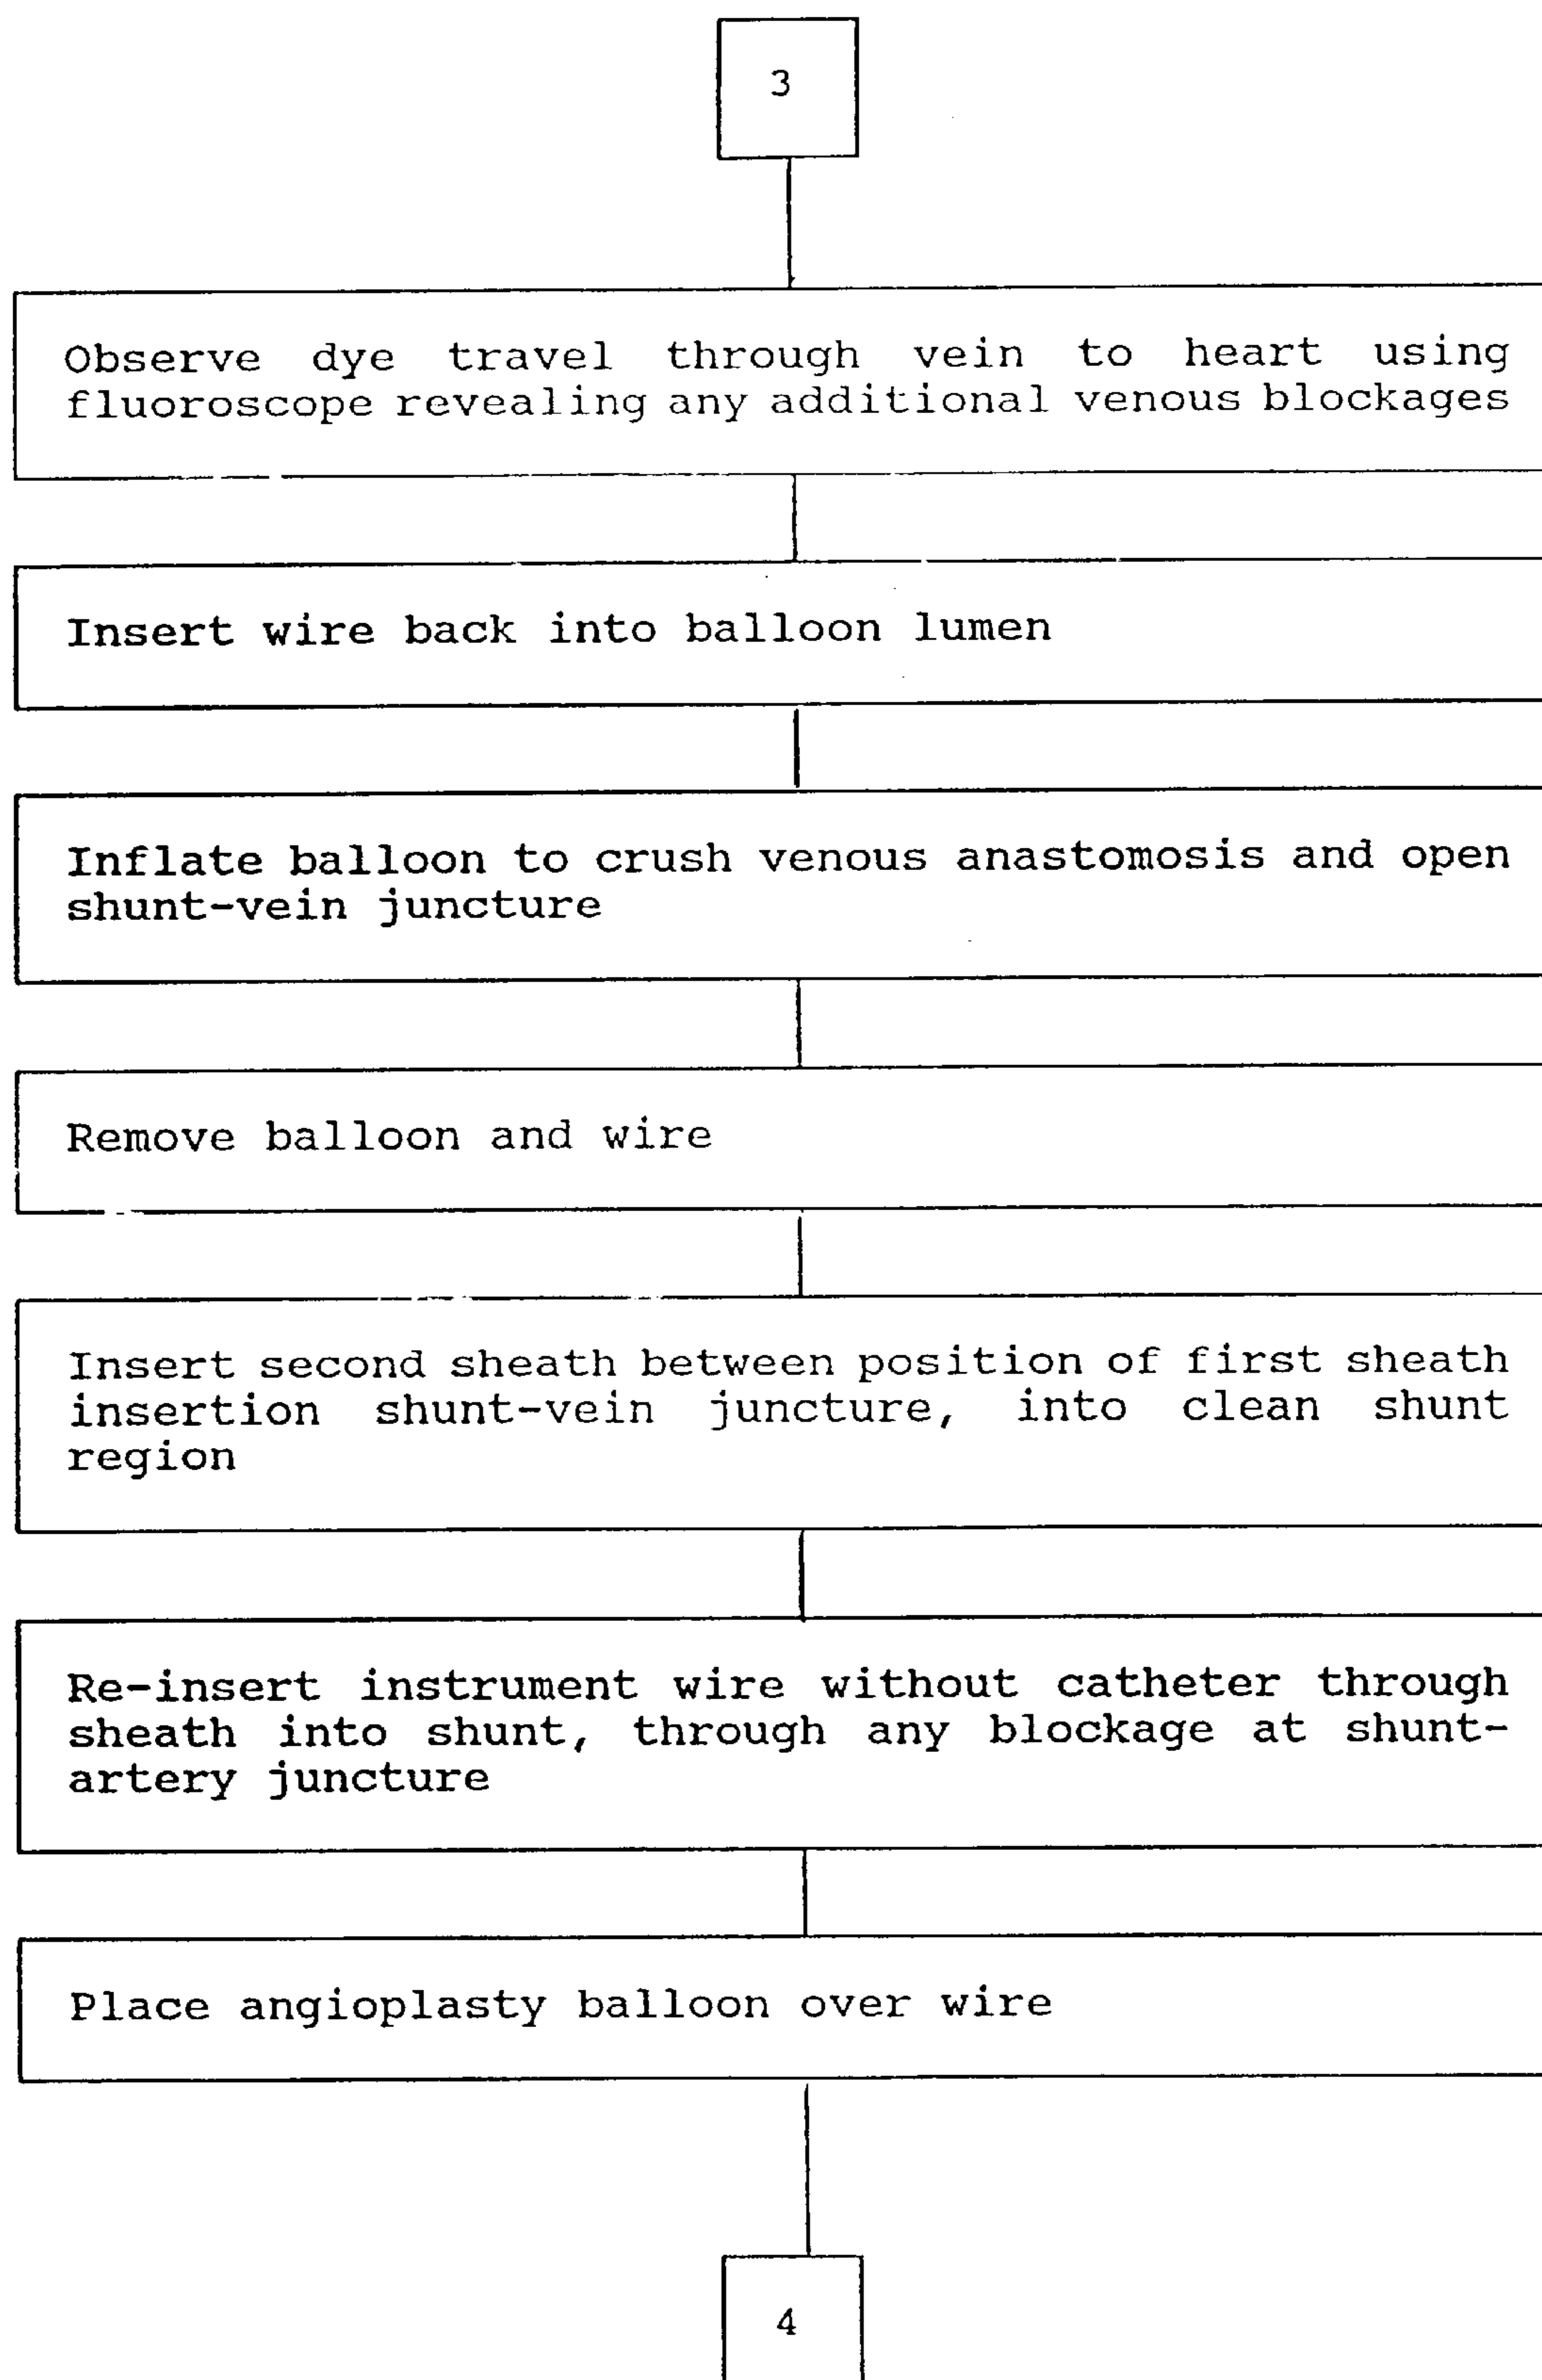 3
Observe dye travel through vein to heart using
fluoroscope revealing any additional venous blockages
Insert wire back into balloon lumen
Inflate balloon to crush venous anastomosis and open
shunt-vein juncture
Remove balloon and wire
Insert second sheath between position of first sheath
insertion shunt-vein juncture, into clean shunt
region
Re-insert instrument wire without catheter through
sheath into shunt, through any blockage at shunt-
artery juncture
Place angioplasty balloon over wire
4